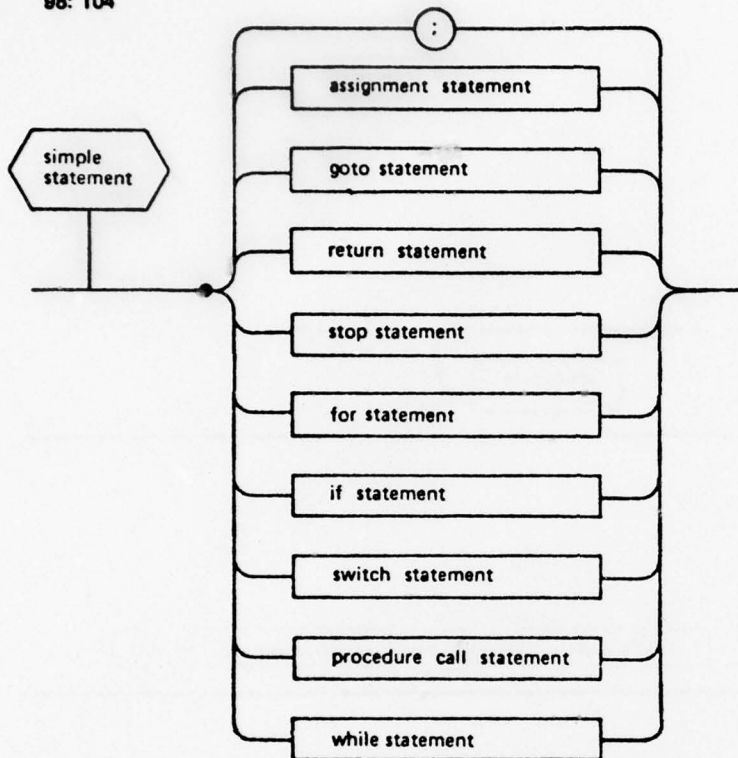 98: 104
;
assignment statement
simple
statement
goto statement
return statement
stop statement
for statement
if statement
switch statement
procedure call statement
while statement